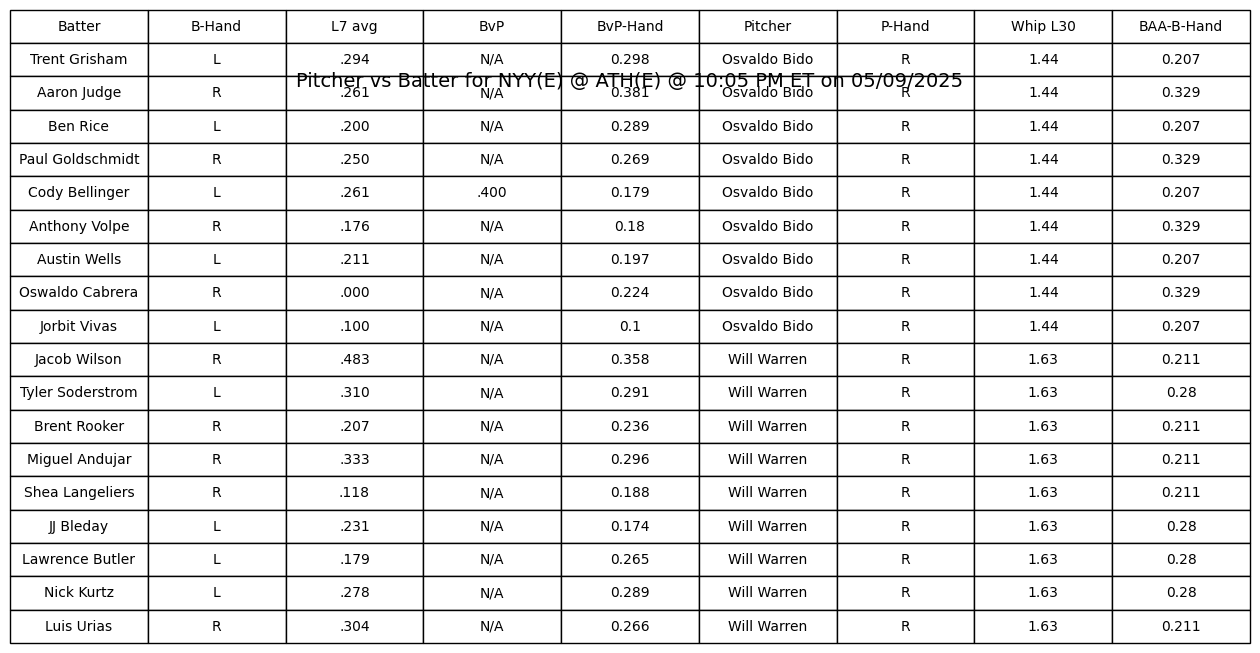 Batter B-Hand L7 avg BvP BvP-Hand Pitcher P-Hand Whip L30 BAA-B-Hand
Trent Grisham L .294 N/A 0.298 Osvaldo Bido R 1.44 0.207
Pitcher vs Batter for NYY(E) @ ATH(E) @ 10:05 PM ET on 05/09/2025
Aaron Judge R .261 N/A 0.381 Osvaldo Bido R 1.44 0.329
Ben Rice L .200 N/A 0.289 Osvaldo Bido R 1.44 0.207
Paul Goldschmidt R .250 N/A 0.269 Osvaldo Bido R 1.44 0.329
Cody Bellinger L .261 .400 0.179 Osvaldo Bido R 1.44 0.207
Anthony Volpe R .176 N/A 0.18 Osvaldo Bido R 1.44 0.329
Austin Wells L .211 N/A 0.197 Osvaldo Bido R 1.44 0.207
Oswaldo Cabrera R .000 N/A 0.224 Osvaldo Bido R 1.44 0.329
Jorbit Vivas L .100 N/A 0.1 Osvaldo Bido R 1.44 0.207
Jacob Wilson R .483 N/A 0.358 Will Warren R 1.63 0.211
Tyler Soderstrom L .310 N/A 0.291 Will Warren R 1.63 0.28
Brent Rooker R .207 N/A 0.236 Will Warren R 1.63 0.211
Miguel Andujar R .333 N/A 0.296 Will Warren R 1.63 0.211
Shea Langeliers R .118 N/A 0.188 Will Warren R 1.63 0.211
JJ Bleday L .231 N/A 0.174 Will Warren R 1.63 0.28
Lawrence Butler L .179 N/A 0.265 Will Warren R 1.63 0.28
Nick Kurtz L .278 N/A 0.289 Will Warren R 1.63 0.28
Luis Urias R .304 N/A 0.266 Will Warren R 1.63 0.211